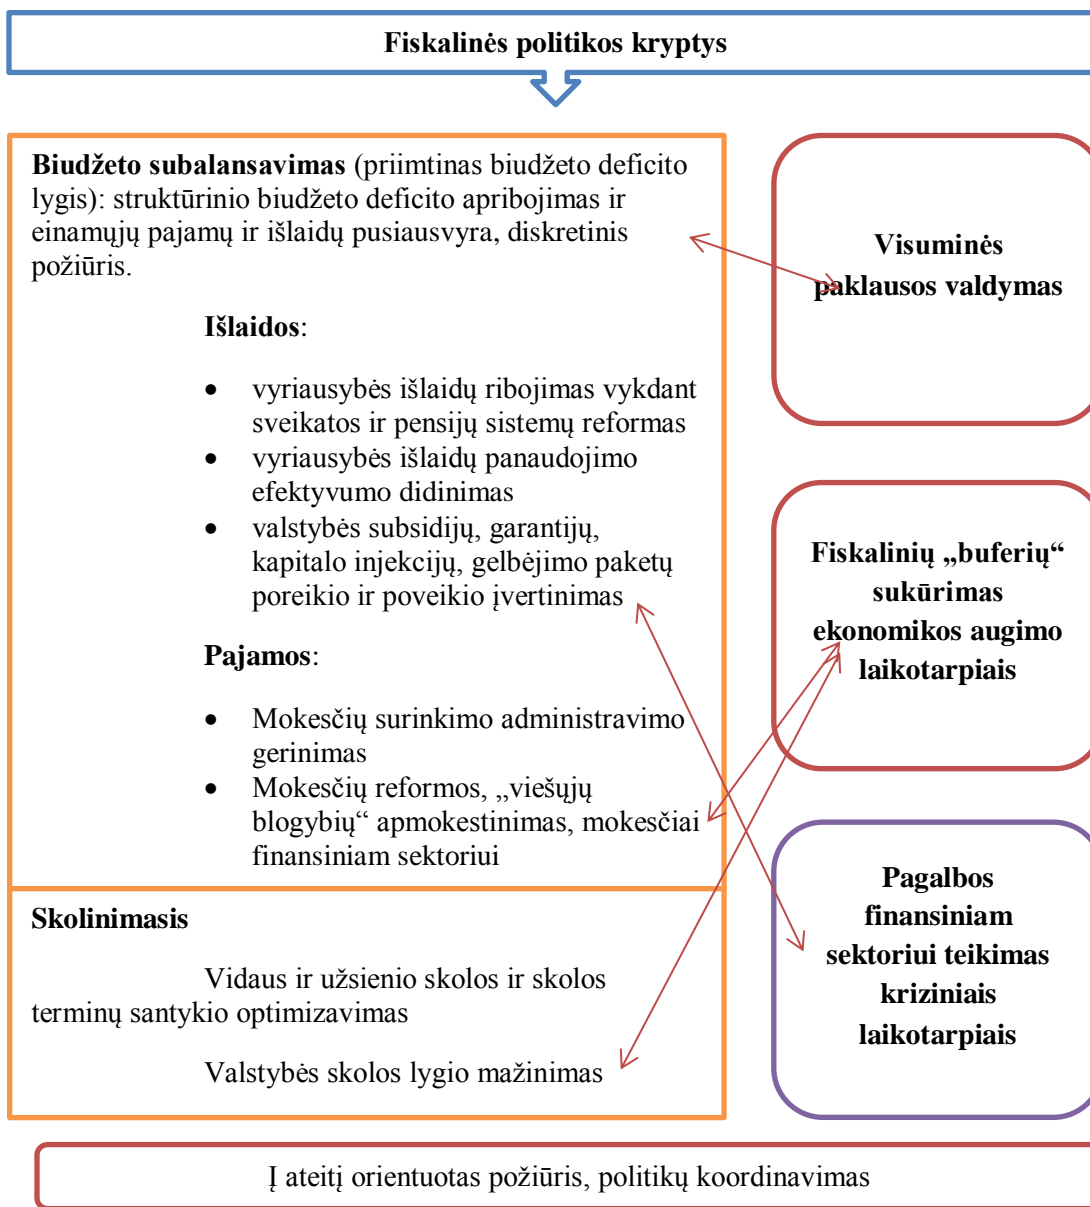 Fiskalinės politikos kryptys
Biudžeto subalansavimas (priimtinas biudžeto deficito
lygis): struktūrinio biudžeto deficito apribojimas ir
einamųjų pajamų ir išlaidų pusiausvyra, diskretinis
požiūris.
Išlaidos:
• vyriausybės išlaidų ribojimas vykdant
sveikatos ir pensijų sistemų reformas
• vyriausybės išlaidų panaudojimo
efektyvumo didinimas
• valstybės subsidijų, garantijų,
kapitalo injekcijų, gelbėjimo paketų
poreikio ir poveikio įvertinimas
Pajamos:
• Mokesčių surinkimo administravimo
gerinimas
• Mokesčių reformos, „viešųjų
blogybių“ apmokestinimas, mokesčiai
finansiniam sektoriui
Skolinimasis
Vidaus ir užsienio skolos ir skolos
terminų santykio optimizavimas
Valstybės skolos lygio mažinimas
Visuminės
paklausos valdymas
Fiskalinių „buferių“
sukūrimas
ekonomikos augimo
laikotarpiais
Pagalbos
finansiniam
sektoriui teikimas
kriziniais
laikotarpiais
Į ateitį orientuotas požiūris, politikų koordinavimas